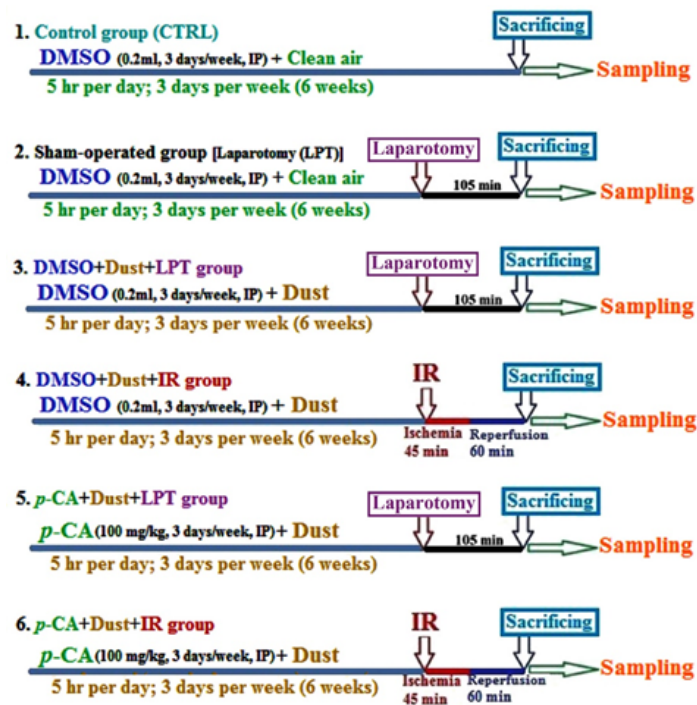 Sacrificing
1. Control group (CTRL)
DMSO (0.2ml, 3 days/week, IP) + Clean air
Sampling
5 hr per day; 3 days per week (6 weeks)
2. Sham-operated group [Laparotomy (LPT)]
Laparotomy
Sacrificing
DMSO (0.2ml, 3 days/week, IP) + Clean air
105 min
Sampling
5 hr per day; 3 days per week (6 weeks)
3. DMSO+Dust+LPT group
Laparotomy
Sacrificing
DMSO (0.2ml, 3 days/week, IP) + Dust
105 min
Sampling
5 hr per day; 3 days per week (6 weeks)
4. DMSO+Dust+IR group
IR
Sacrificing
DMSO (0.2ml, 3 days/week, IP) + Dust
Sampling
5 hr per day; 3 days per week (6 weeks)
Ischemia
45 min
Reperfusion
60 min
5. p-CA+Dust+LPT group
Laparotomy
Sacrificing
p-CA(100 mg/kg, 3 days/week, IP)+ Dust
105 min
Sampling
5 hr per day; 3 days per week (6 weeks)
6. p-CA+Dust+IR group
IR
Sacrificing
p-CA(100 mg/kg, 3 days/week, IP)+ Dust
Sampling
5 hr per day; 3 days per week (6 weeks)
Ischemia
45 min
Reperfusion
60 min